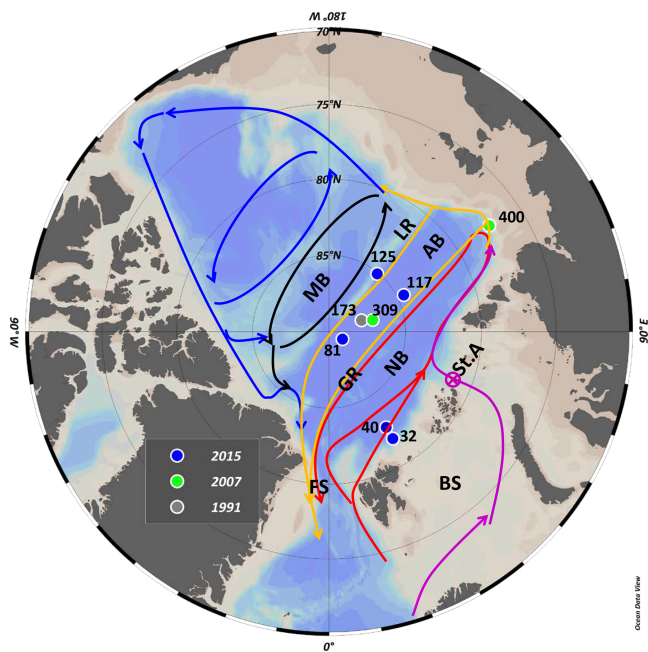 180° W
70°N
75°N
80°N
85°N
400
LR
AB
125
MB
117
173
309
90° W
90° E
81
St.A
GR
NB
40
32
BS
FS
2015
2007
1991
0°
Ocean Data View